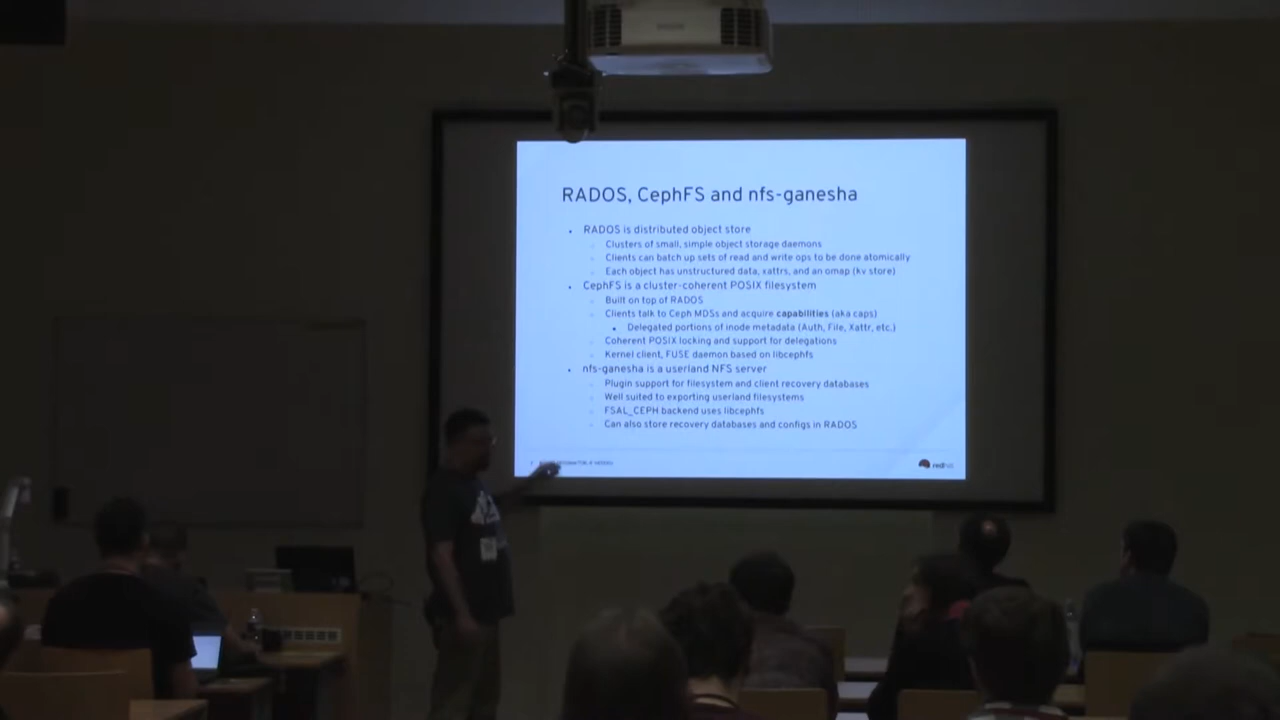 RADOS, CephFS and nfs-ganesha
RADOS is distributed object store
Clusters of small, simple object storage daemons
Clients can batch up sets of read and write ops to be done atomically
Each object has unstructured data, xattrs, and an omap (kv store)
CephFS is a cluster-coherent POSIX filesystem
Built on top of RADOS
Clients talk to Ceph MDSs and acquire capabilities (aka caps)
Delegated portions of inode metadata (Auth, File, Xattr, etc.)
Coherent POSIX locking and support for delegations
Kernel client, FUSE daemon based on libcephfs
nfs-ganesha is a userland NFS server
Plugin support for filesystem and client recovery databases
Well suited to exporting userland filesystems
FSAL_CEPH backend uses libcephfs
Can also store recovery databases and configs in RADOS
redhat